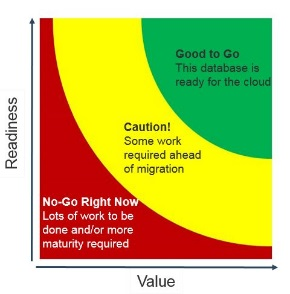 Good to Go
This database is
ready for the cloud
Caution!
Some work
required ahead
of migration
No-Go Right Now
Lots of work to be
done and/or more
maturity required
Readiness
Value